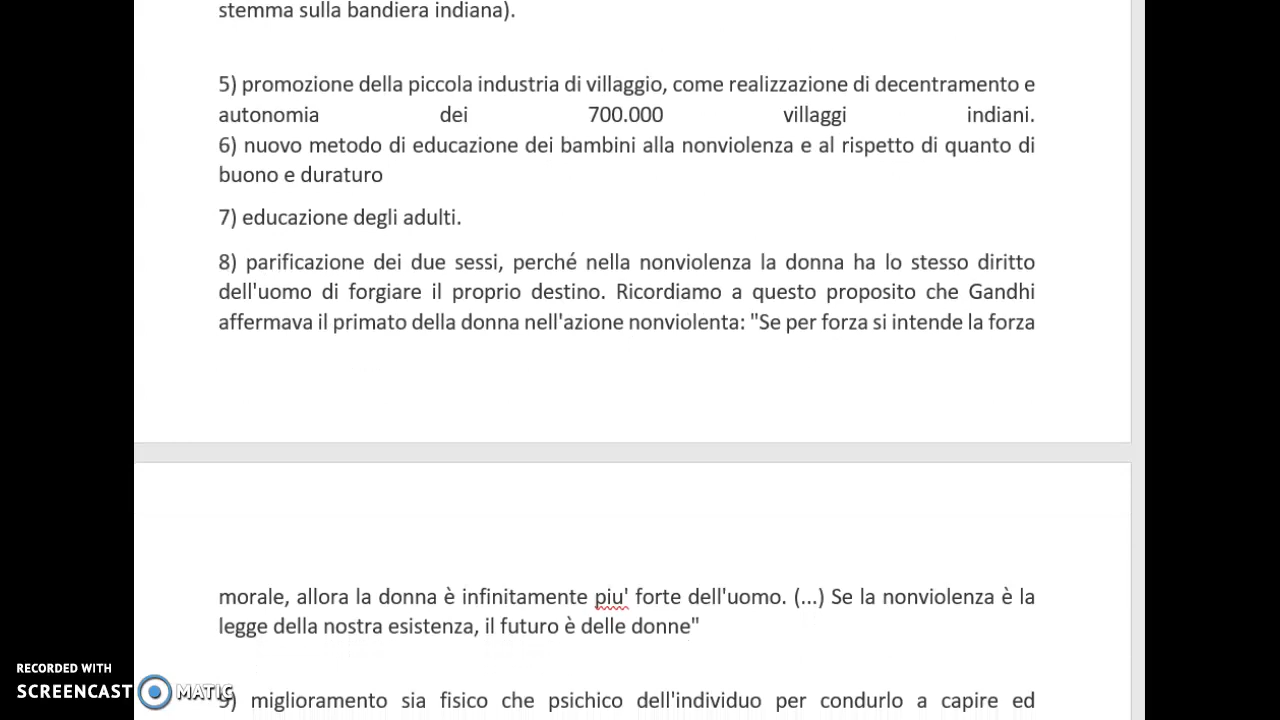 stemma sulla bandiera indiana).
5) promozione della piccola industria di villaggio, come realizzazione di decentramento e
autonomia dei 700.000 villaggi indiani.
6) nuovo metodo di educazione dei bambini alla nonviolenza e al rispetto di quanto di
buono e duraturo
7) educazione degli adulti.
8) parificazione dei due sessi, perché nella nonviolenza la donna ha lo stesso diritto
dell'uomo di forgiare il proprio destino. Ricordiamo a questo proposito che Gandhi
affermava il primato della donna nell'azione nonviolenta: "Se per forza si intende la forza
morale, allora la donna è infinitamente piu' forte dell'uomo. (...) Se la nonviolenza è la
legge della nostra esistenza, il futuro è delle donne"
9) miglioramento sia fisico che psichico dell'individuo per condurlo a capire ed
RECORDED WITH
SCREENCAST MATIC